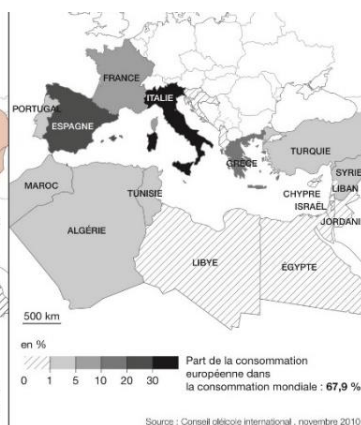 FRANCE
ITALIE
PORTUGAL
ESPAGNE
GRÈCE
TURQUIE
SYRIE
CHYPRE
LIBAN
ISRAËL
JORDANIE
MAROC
TUNISIE
ALGÉRIE
LIBYE
ÉGYPTE
500 km
en %
0 1 5 10 20 30
Part de la consommation
européenne dans
la consommation mondiale : 67,9 %
Source : Conseil oléicole international , novembre 2010